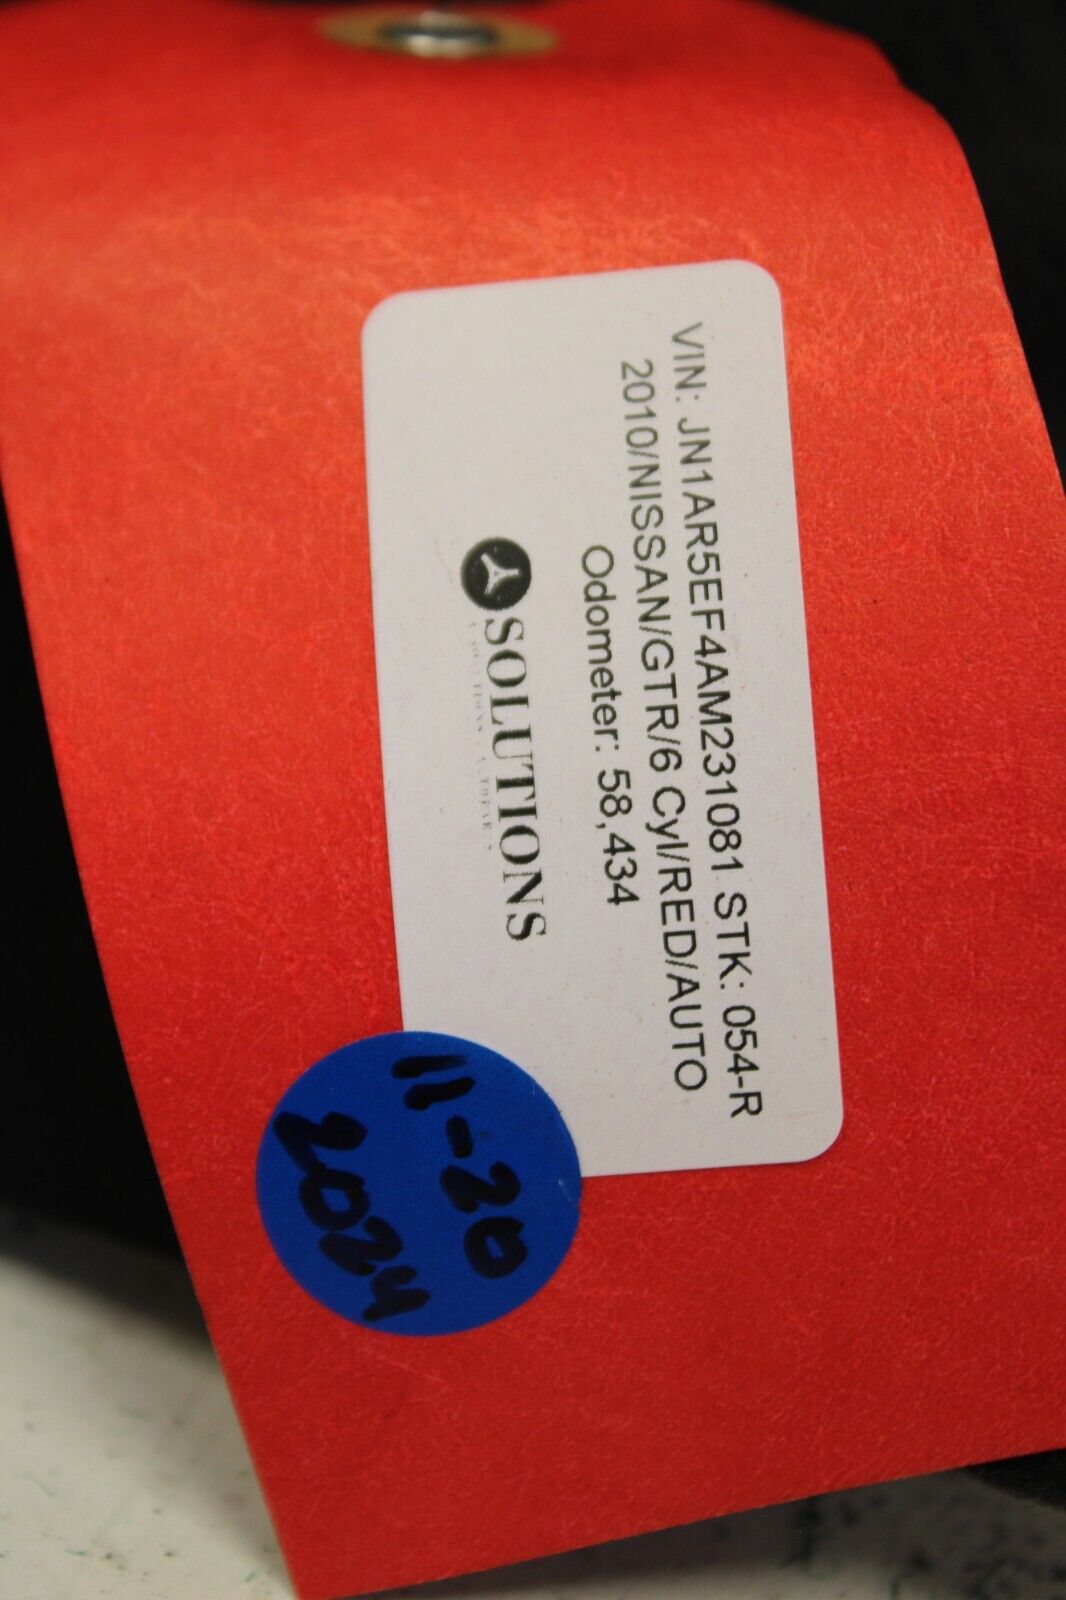 VIN: JN1AR5EF4AM231081 STK: 054-R
2010/NISSAN/GTR/6 Cyl/RED/AUTO
Odometer: 58,434
SOLUTIONS
11-20
2024